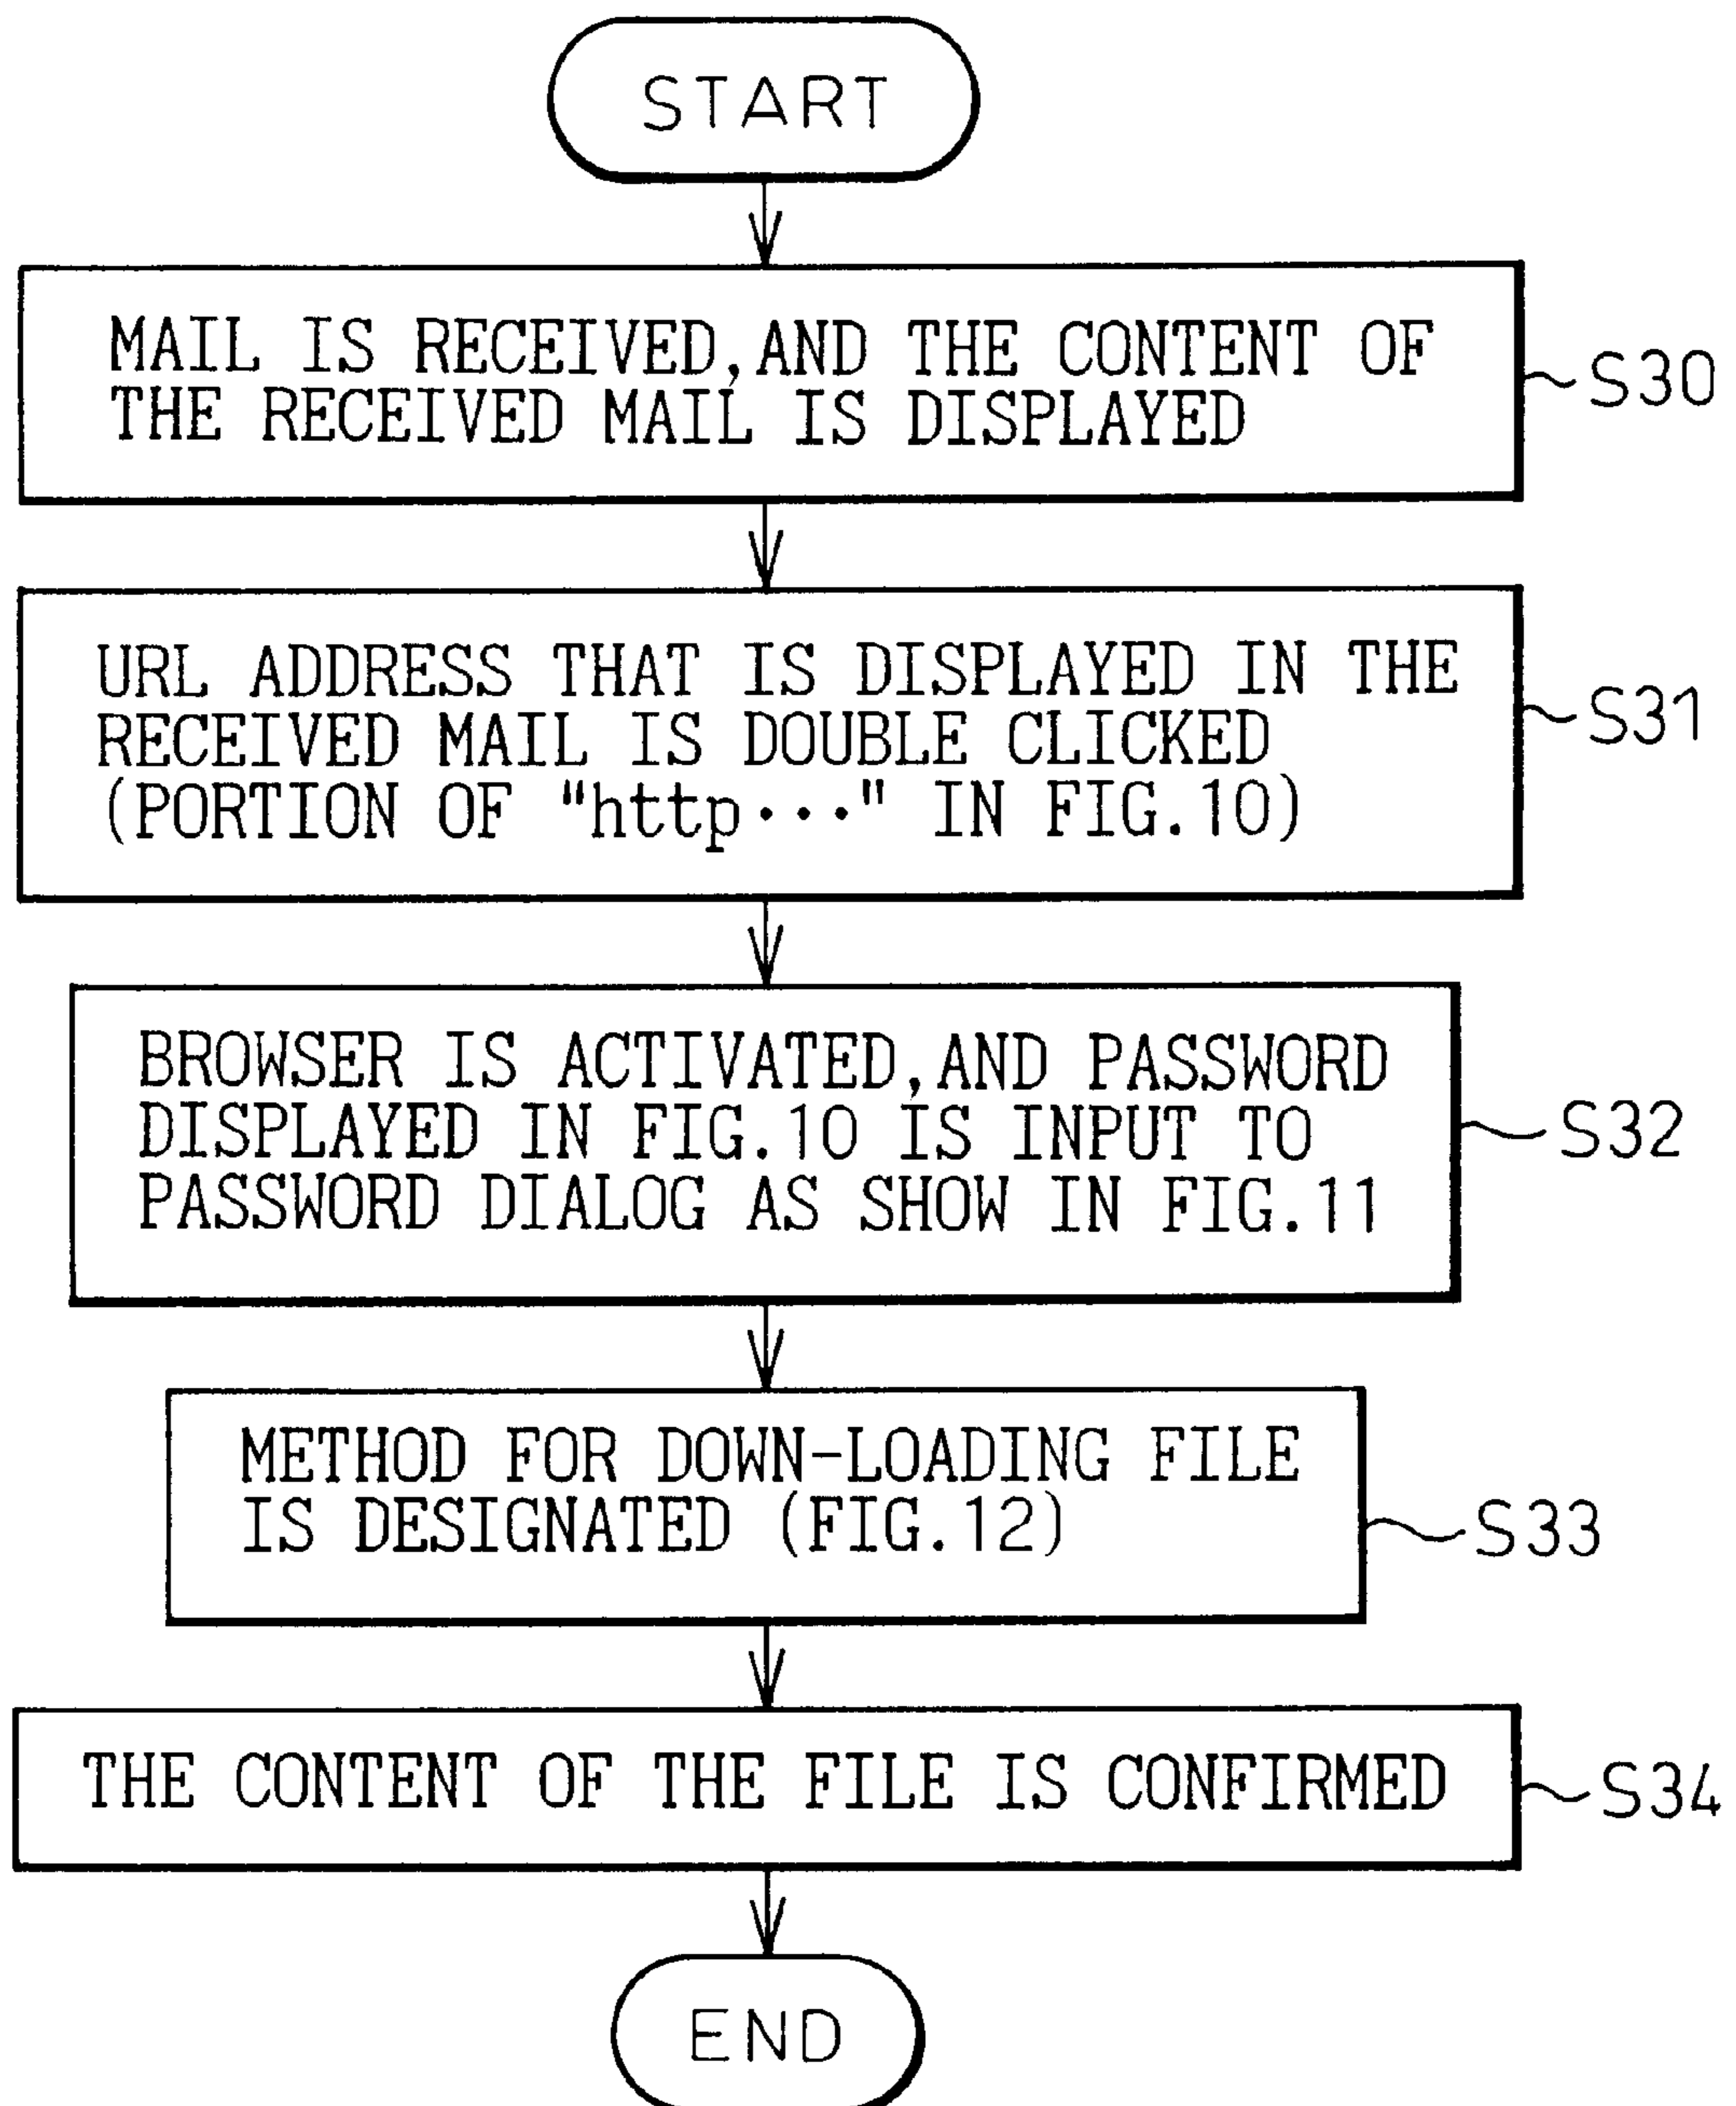 START
MAIL IS RECEIVED, AND THE CONTENT OF
THE RECEIVED MAIL IS DISPLAYED
S30
URL ADDRESS THAT IS DISPLAYED IN THE
RECEIVED MAIL IS DOUBLE CLICKED
(PORTION OF "http···" IN FIG.10)
S31
BROWSER IS ACTIVATED, AND PASSWORD
DISPLAYED IN FIG.10 IS INPUT TO
PASSWORD DIALOG AS SHOW IN FIG.11
S32
METHOD FOR DOWN-LOADING FILE
IS DESIGNATED (FIG.12)
S33
THE CONTENT OF THE FILE IS CONFIRMED
S34
END